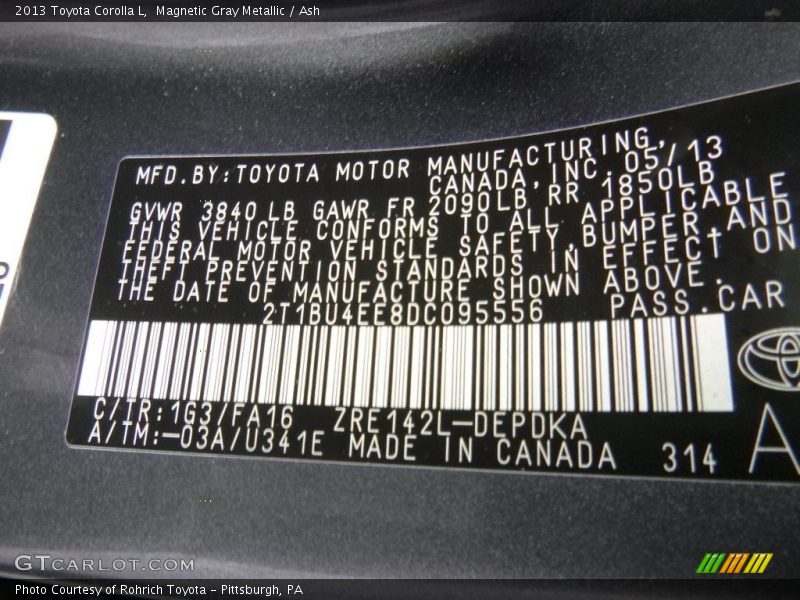 2013 Toyota Corolla L, Magnetic Gray Metallic / Ash
MFD.BY:TOYOTA MOTOR MANUFACTURING,
CANADA,INC.05/13
GVWR 3840LB GAWR FR 2090LB,RR 1850LB
THIS VEHICLE CONFORMS TO ALL APPLICABLE
FEDERAL MOTOR VEHICLE SAFETY,BUMPER,AND
THEFT PREVENTION STANDARDS IN EFFECT ON
THE DATE OF MANUFACTURE SHOWN ABOVE.
2T1BU4EE8DC095556 PASS.CAR
C/TR:1G3/FA16 ZRE142L-DEPDKA
A/TM:-03A/U341E MADE IN CANADA 314
A
GTCARLOT.COM
Photo Courtesy of Rohrich Toyota - Pittsburgh, PA